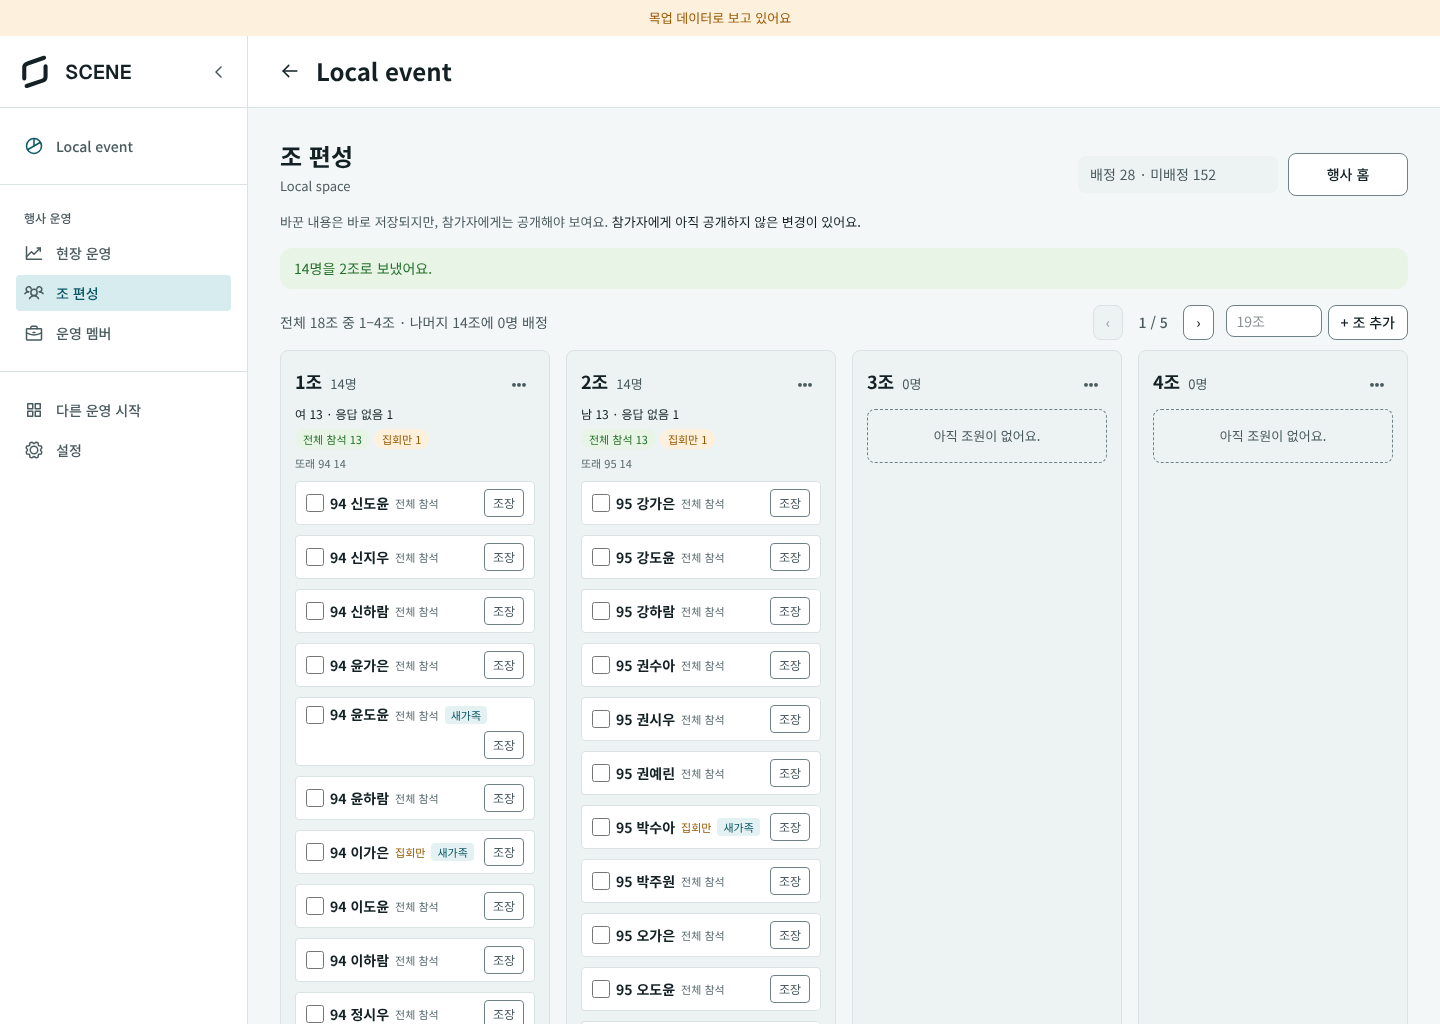 목업 데이터로 보고 있어요
SCENE
Local event
Local event
행사 운영
현장 운영
조 편성
운영 멤버
다른 운영 시작
설정
조 편성
Local space
배정 28 · 미배정 152
행사 홈
바꾼 내용은 바로 저장되지만, 참가자에게는 공개해야 보여요. 참가자에게 아직 공개하지 않은 변경이 있어요.
14명을 2조로 보냈어요.
전체 18조 중 1–4조 · 나머지 14조에 0명 배정
‹ 1 / 5 › 19조 + 조 추가
1조 14명 •••
여 13 · 응답 없음 1
전체 참석 13 집회만 1
또래 94 14
94 신도윤 전체 참석 조장
94 신지우 전체 참석 조장
94 신하람 전체 참석 조장
94 윤가은 전체 참석 조장
94 윤도윤 전체 참석 새가족
조장
94 윤하람 전체 참석 조장
94 이가은 집회만 새가족 조장
94 이도윤 전체 참석 조장
94 이하람 전체 참석 조장
94 정시우 전체 참석 조장
2조 14명 •••
남 13 · 응답 없음 1
전체 참석 13 집회만 1
또래 95 14
95 강가은 전체 참석 조장
95 강도윤 전체 참석 조장
95 강하람 전체 참석 조장
95 권수아 전체 참석 조장
95 권시우 전체 참석 조장
95 권예린 전체 참석 조장
95 박수아 집회만 새가족 조장
95 박주원 전체 참석 조장
95 오가은 전체 참석 조장
95 오도윤 전체 참석 조장
3조 0명 •••
아직 조원이 없어요.
4조 0명 •••
아직 조원이 없어요.